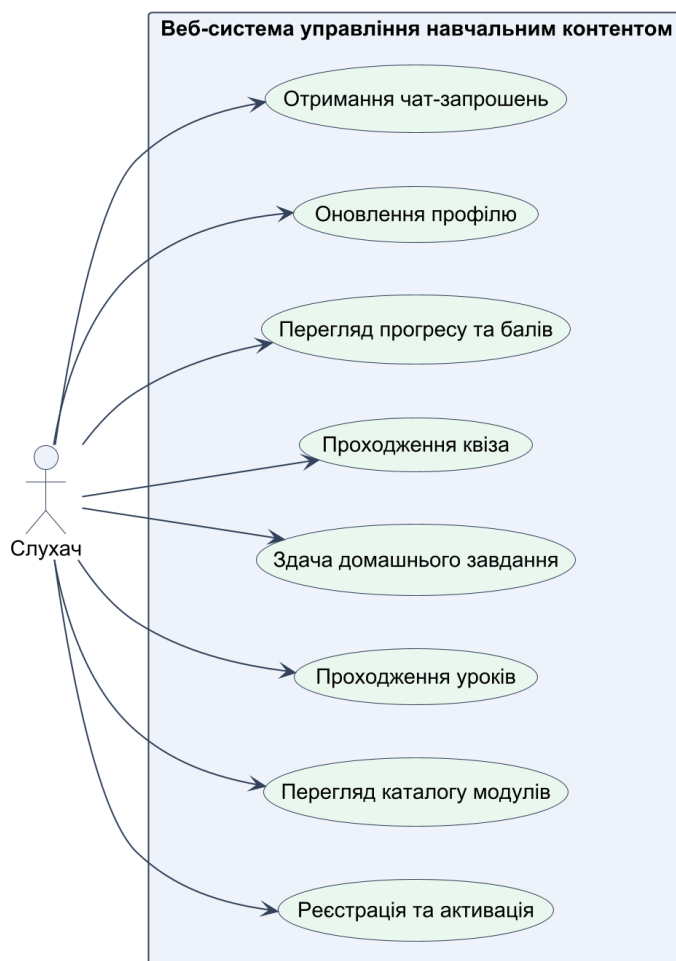 Веб-система управління навчальним контентом
Отримання чат-запрошень
Оновлення профілю
Перегляд прогресу та балів
Проходження квіза
Слухач
Здача домашнього завдання
Проходження уроків
Перегляд каталогу модулів
Реєстрація та активація